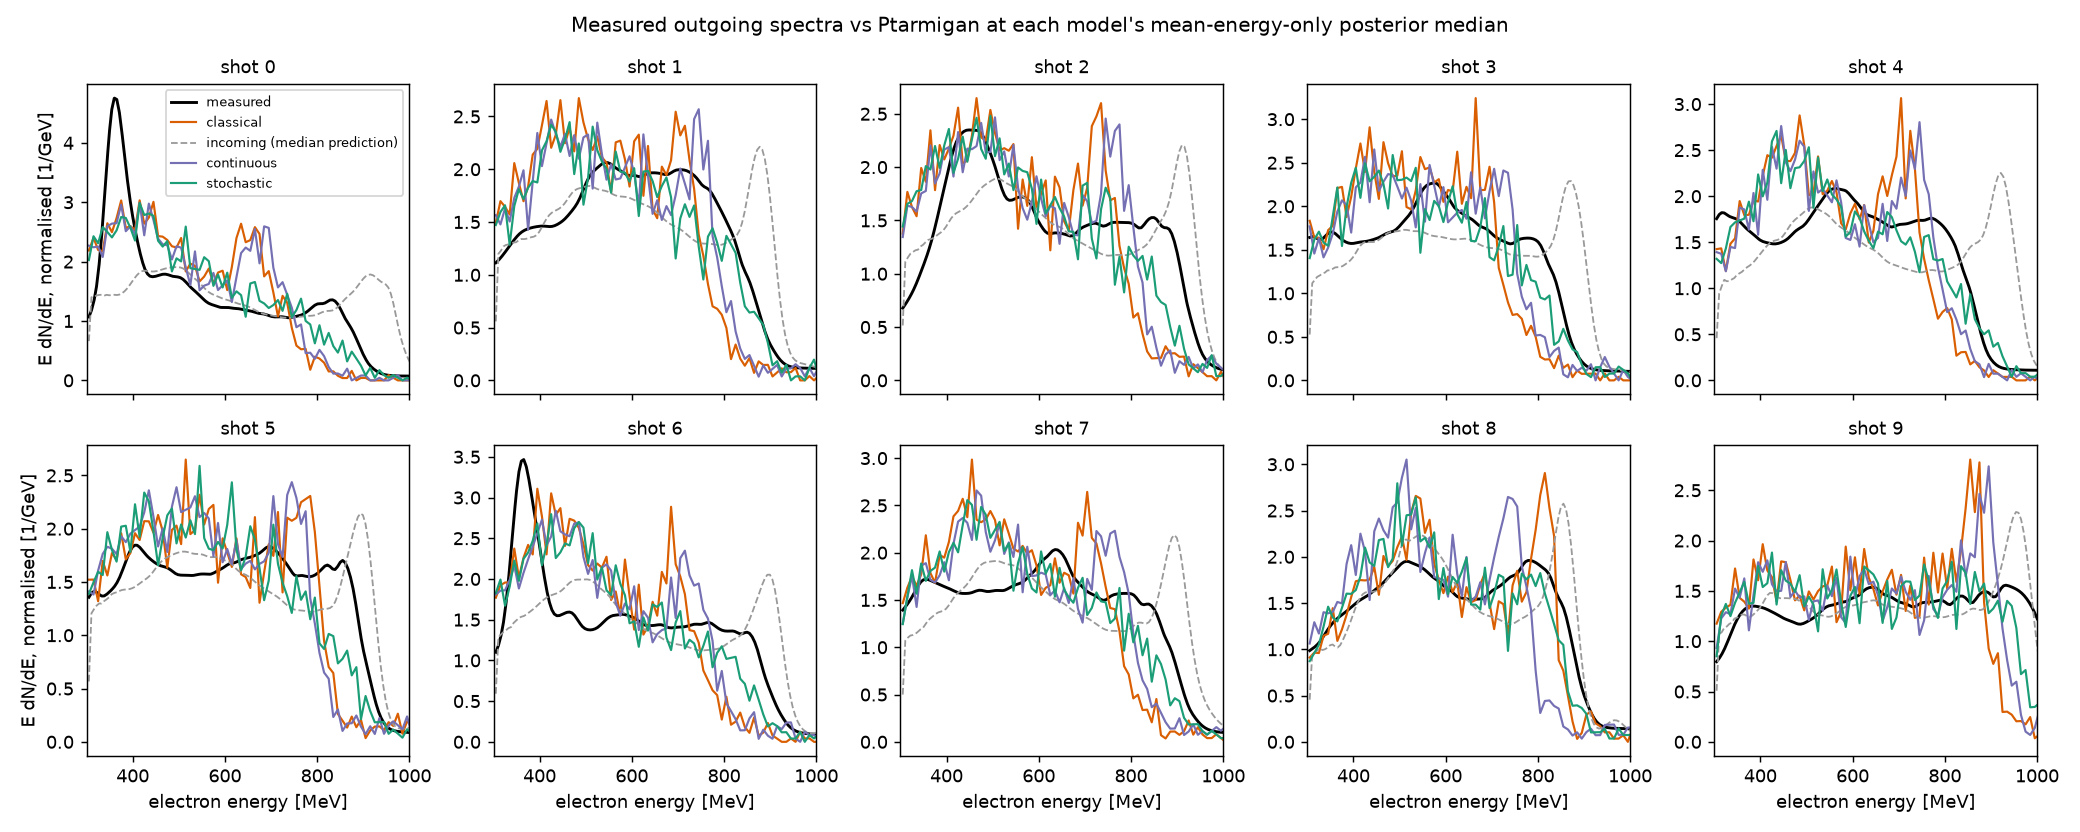 Measured outgoing spectra vs Ptarmigan at each model's mean-energy-only posterior median
shot 0
shot 1
shot 2
shot 3
shot 4
E dN/dE, normalised [1/GeV]
measured
classical
incoming (median prediction)
continuous
stochastic
4
3
2
1
0
2.5
2.0
1.5
1.0
0.5
0.0
2.5
2.0
1.5
1.0
0.5
0.0
3.0
2.5
2.0
1.5
1.0
0.5
0.0
3.0
2.5
2.0
1.5
1.0
0.5
0.0
shot 5
shot 6
shot 7
shot 8
shot 9
E dN/dE, normalised [1/GeV]
2.5
2.0
1.5
1.0
0.5
0.0
3.5
3.0
2.5
2.0
1.5
1.0
0.5
0.0
3.0
2.5
2.0
1.5
1.0
0.5
0.0
3.0
2.5
2.0
1.5
1.0
0.5
0.0
2.5
2.0
1.5
1.0
0.5
0.0
400 600 800 1000
400 600 800 1000
400 600 800 1000
400 600 800 1000
400 600 800 1000
electron energy [MeV]
electron energy [MeV]
electron energy [MeV]
electron energy [MeV]
electron energy [MeV]